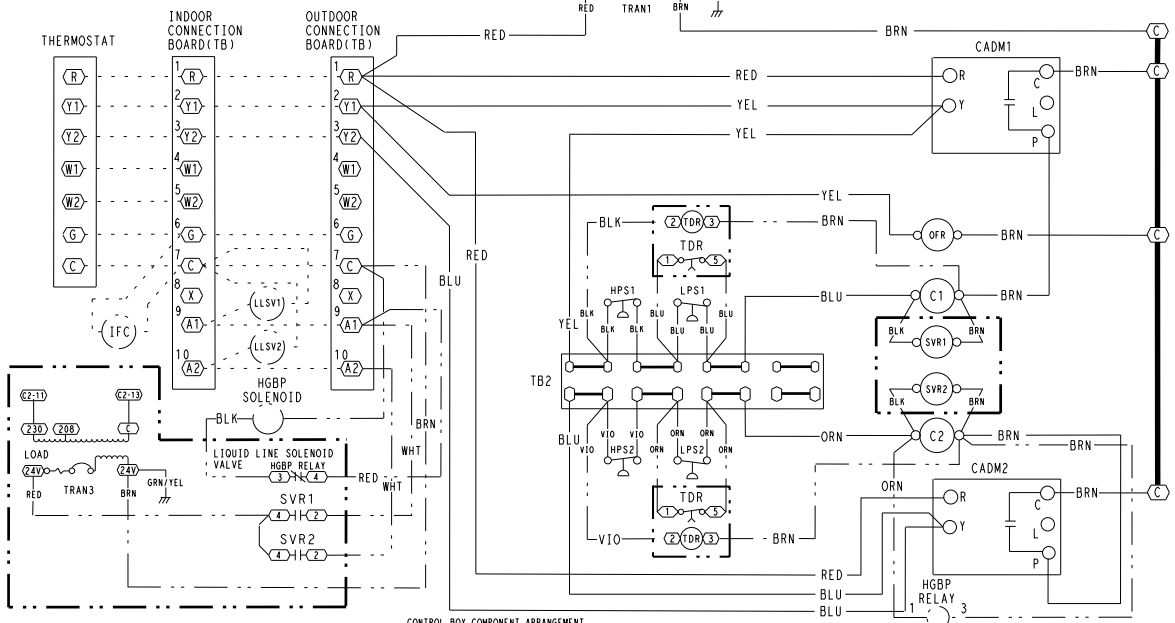 RED TRAN1 BRN
INDOOR CONNECTION BOARD(TB)
OUTDOOR CONNECTION BOARD(TB)
THERMOSTAT
RED
BRN
C
CADM1
1 R
1 R
R
RED
R
C
BRN
C
2 Y1
2 Y1
Y1
YEL
Y
L
3 Y2
3 Y2
Y2
YEL
P
4 W1
4 W1
W1
5 W2
5 W2
W2
YEL
6 G
6 G
G
BLK
2 TDR 3
BRN
OFR
BRN
C
7 C
7 C
C
RED
TDR
1 5
BLU
8 X
8 X
LLSV1
HPS1
LPS1
BLU
C1
BRN
9 A1
9 A1
IFC
YEL
BLK
BLK
BLK
BLU
BLU
BLU
BLU
BLK
BRN
SVR1
LLSV2
10 A2
10 A2
TB2
SVR2
BLK
BRN
HGBP SOLENOID
C2-11
C2-13
BLK
BRN
230 208 C
BLU
VIO
VIO
VIO
ORN
ORN
ORN
ORN
ORN
C2
BRN
BRN
LOAD
LIQUID LINE SOLENOID VALVE
WHT
HPS2
LPS2
HGBP RELAY
24V
24V
3 4
RED
TRAN3
GRN/YEL
RED
BRN
WHT
ORN
CADM2
SVR1
4 2
TDR
1 5
RED
R
C
BRN
C
SVR2
4 2
VIO
2 TDR 3
BRN
Y
L
P
RED
BLU
BLU
HGBP RELAY
1 3
CONTROL BOX COMPONENT ARRANGEMENT